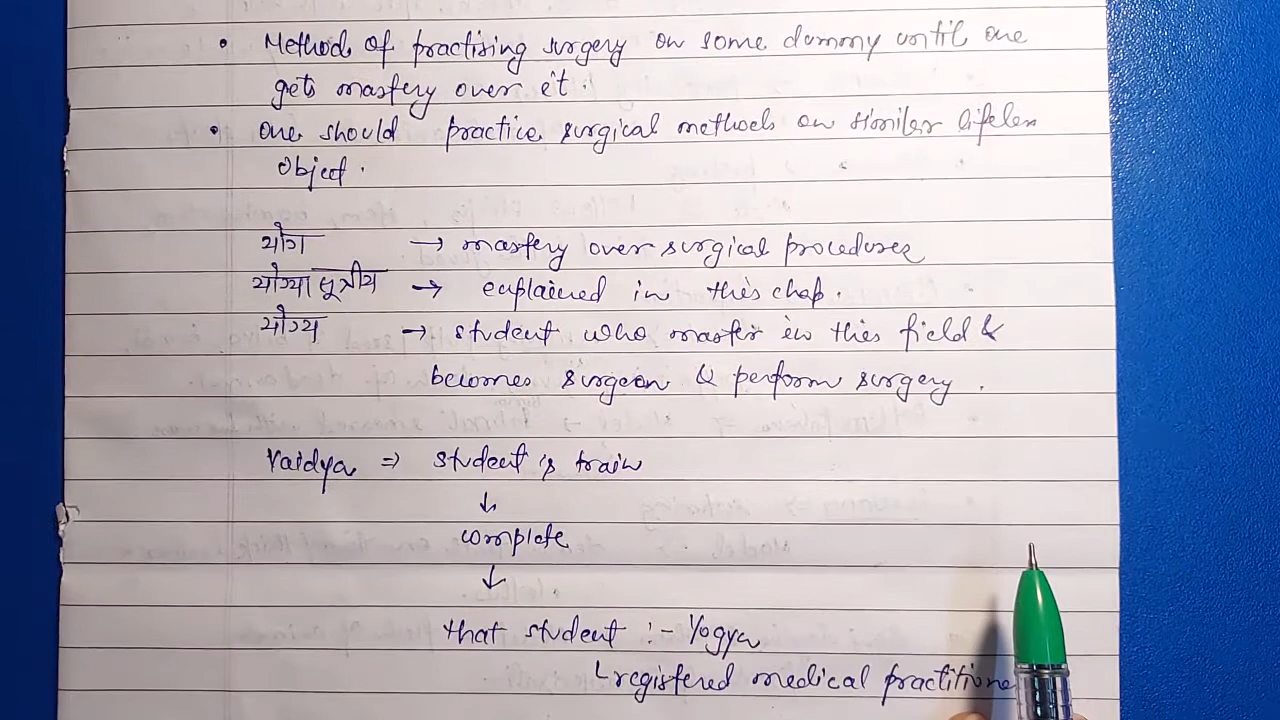 • Method of practising surgery on some dummy until one
gets mastery over it.
• One should practice surgical methods on similer lifeless
object.
योग → mastery over surgical procedures
योग्यासूत्रीय → explained in this chap.
योग्य → student who master in this field &
becomes surgeon & perform surgery.
Vaidya ⇒ student is train
↓
complete
↓
that student :- Yogya
└registered medical practitione